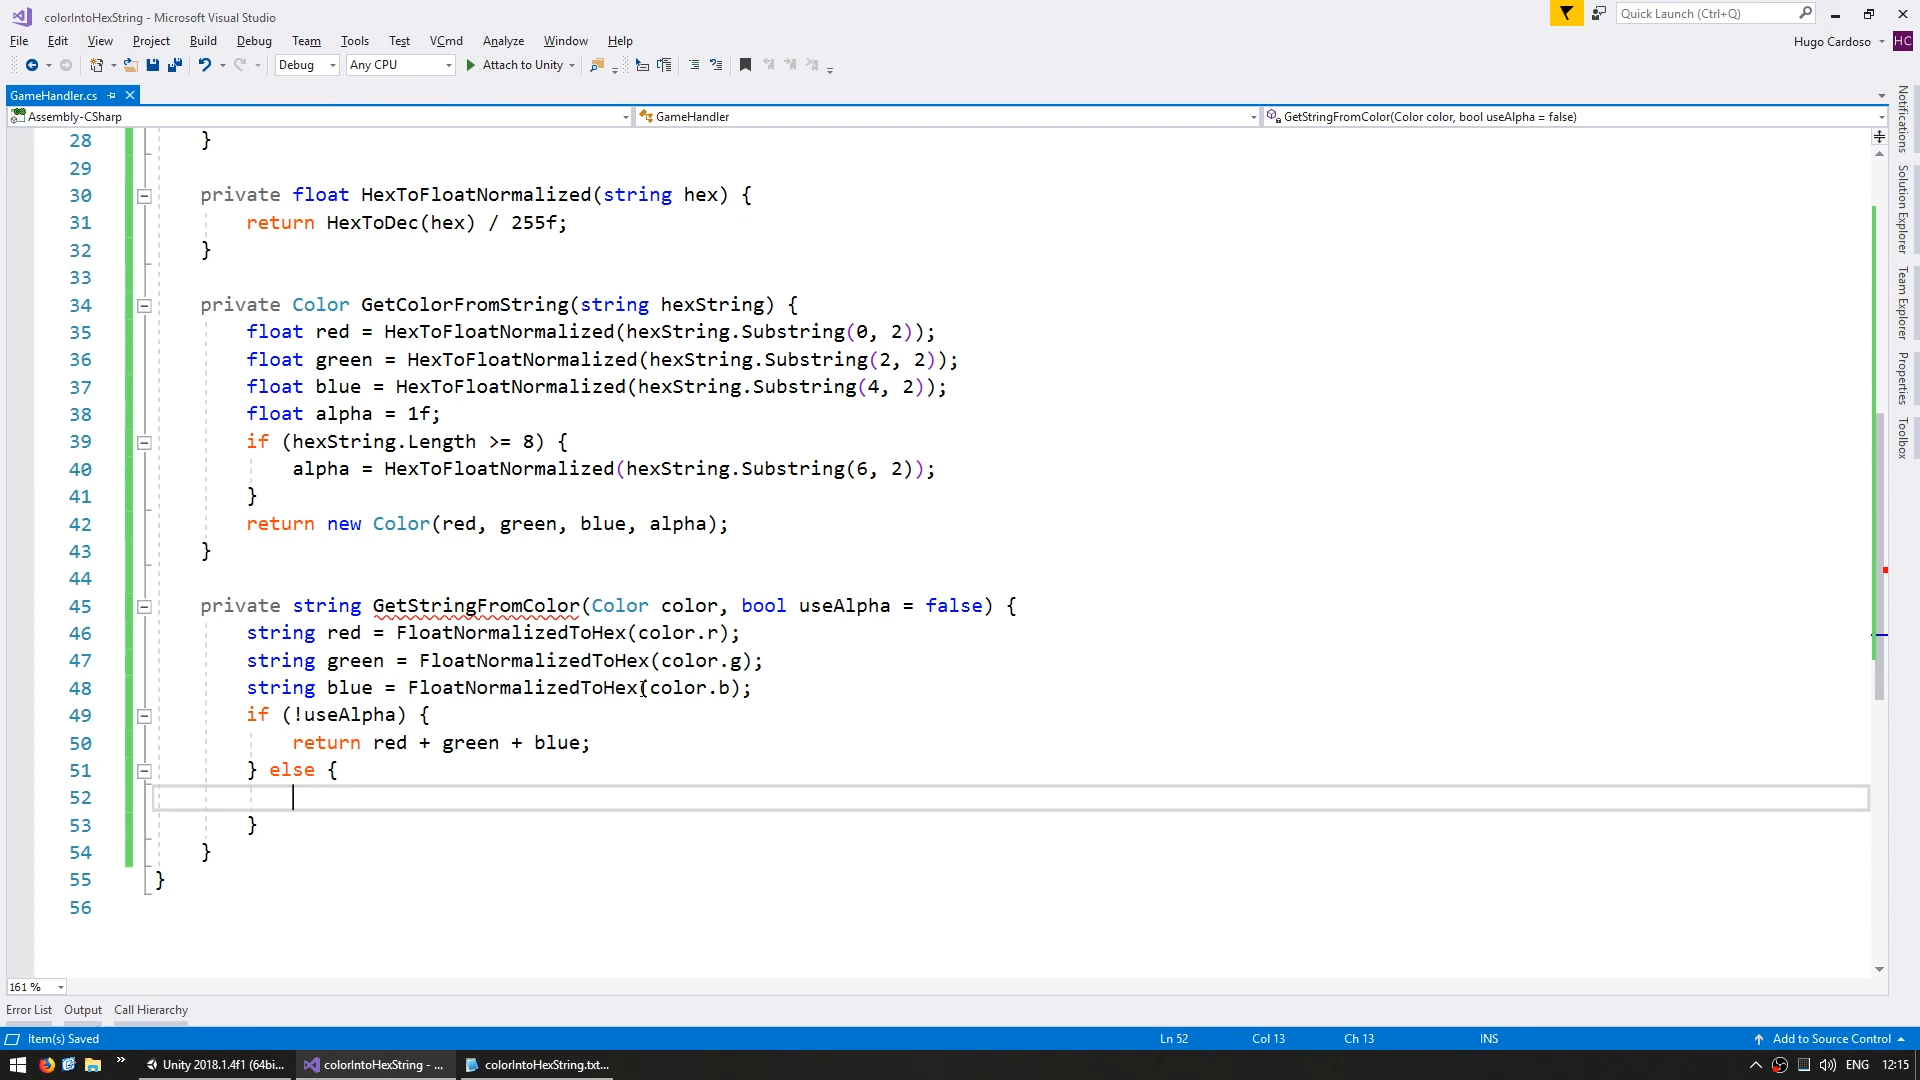 colorIntoHexString - Microsoft Visual Studio
Quick Launch (Ctrl+Q)
File Edit View Project Build Debug Team Tools Test VCmd Analyze Window Help
Hugo Cardoso HC
Debug Any CPU Attach to Unity
GameHandler.cs
Assembly-CSharp GameHandler GetStringFromColor(Color color, bool useAlpha = false)
28 }
29
30 private float HexToFloatNormalized(string hex) {
31 return HexToDec(hex) / 255f;
32 }
33
34 private Color GetColorFromString(string hexString) {
35 float red = HexToFloatNormalized(hexString.Substring(0, 2));
36 float green = HexToFloatNormalized(hexString.Substring(2, 2));
37 float blue = HexToFloatNormalized(hexString.Substring(4, 2));
38 float alpha = 1f;
39 if (hexString.Length >= 8) {
40 alpha = HexToFloatNormalized(hexString.Substring(6, 2));
41 }
42 return new Color(red, green, blue, alpha);
43 }
44
45 private string GetStringFromColor(Color color, bool useAlpha = false) {
46 string red = FloatNormalizedToHex(color.r);
47 string green = FloatNormalizedToHex(color.g);
48 string blue = FloatNormalizedToHex(color.b);
49 if (!useAlpha) {
50 return red + green + blue;
51 } else {
52
53 }
54 }
55 }
56
Notifications
Solution Explorer
Team Explorer
Properties
Toolbox
161 %
Error List Output Call Hierarchy
Item(s) Saved Ln 52 Col 13 Ch 13 INS Add to Source Control
Unity 2018.1.4f1 (64bi... colorIntoHexString - ... colorIntoHexString.txt... ENG 12:15